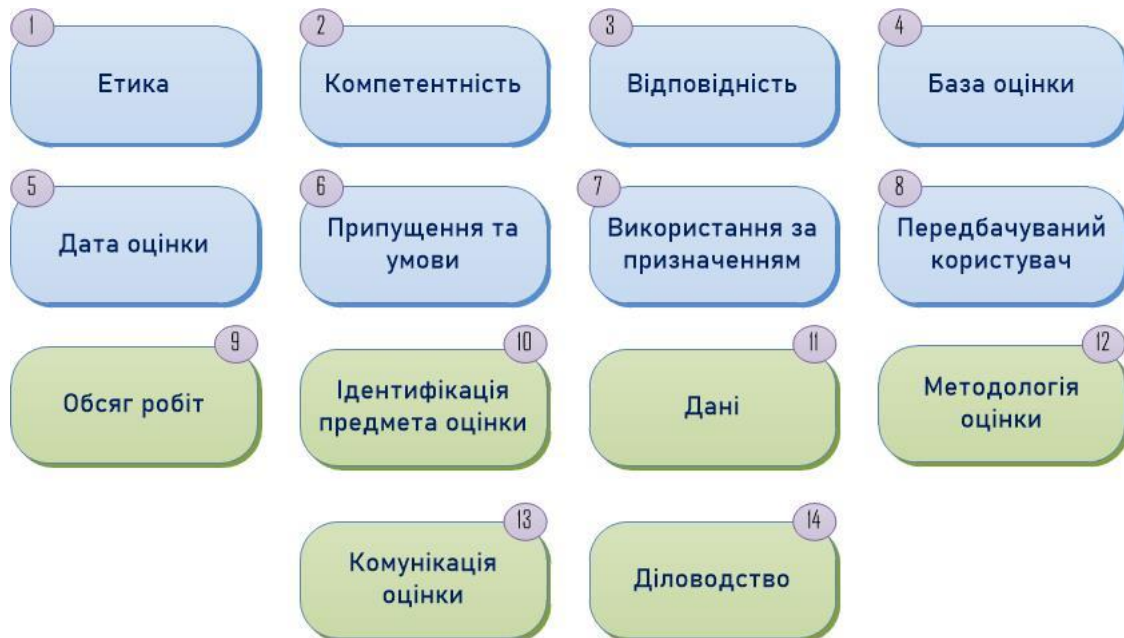 1
Етика
2
Компетентність
3
Відповідність
4
База оцінки
5
Дата оцінки
6
Припущення та
умови
7
Використання за
призначенням
8
Передбачуваний
користувач
9
Обсяг робіт
10
Ідентифікація
предмета оцінки
11
Дані
12
Методологія
оцінки
13
Комунікація
оцінки
14
Діловодство